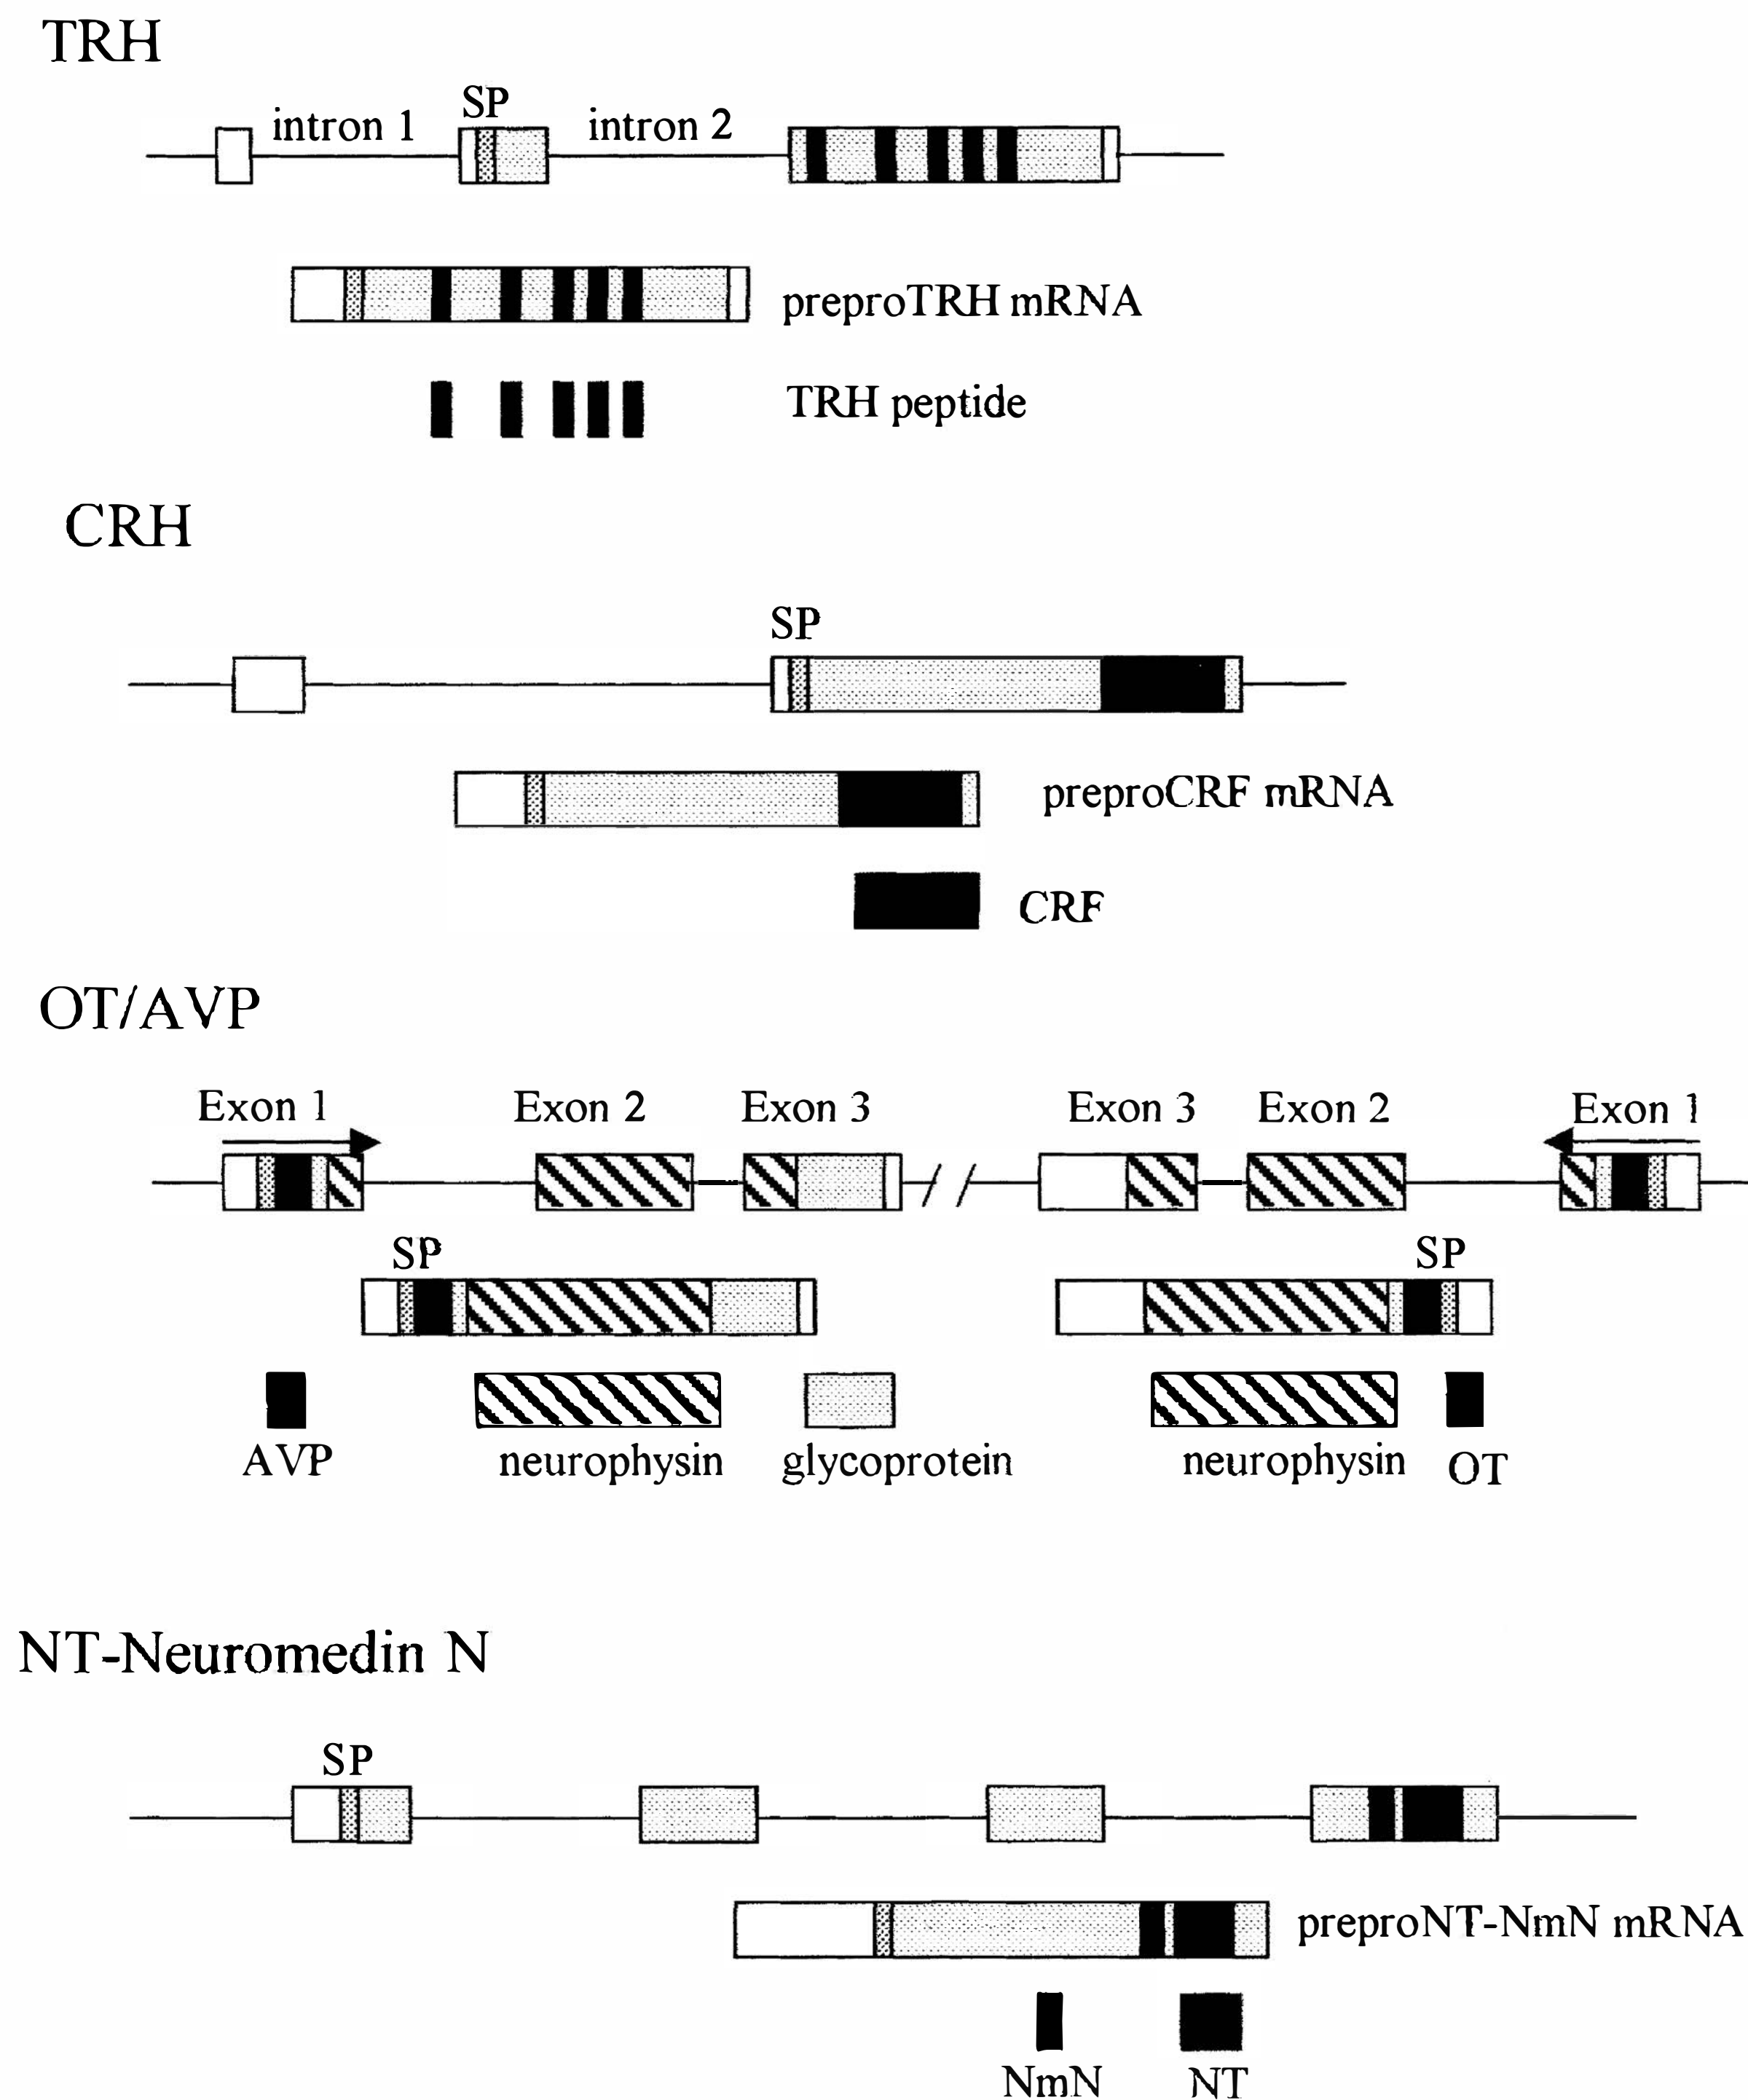 TRH
SP
intron 1
intron 2
preproTRH mRNA
TRH peptide
CRH
SP
preproCRF mRNA
CRF
OT/AVP
Exon 1
Exon 2
Exon 3
Exon 3
Exon 2
Exon 1
SP
SP
AVP
neurophysin
glycoprotein
neurophysin
OT
NT-Neuromedin N
SP
preproNT-NmN mRNA
NmN
NT